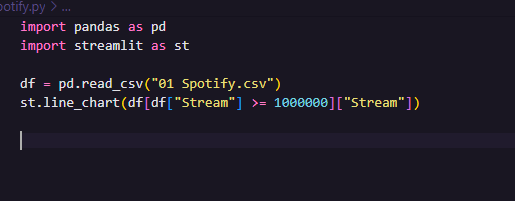 potify.py > ...
import pandas as pd
import streamlit as st
df = pd.read_csv("01 Spotify.csv")
st.line_chart(df[df["Stream"] >= 1000000]["Stream"])